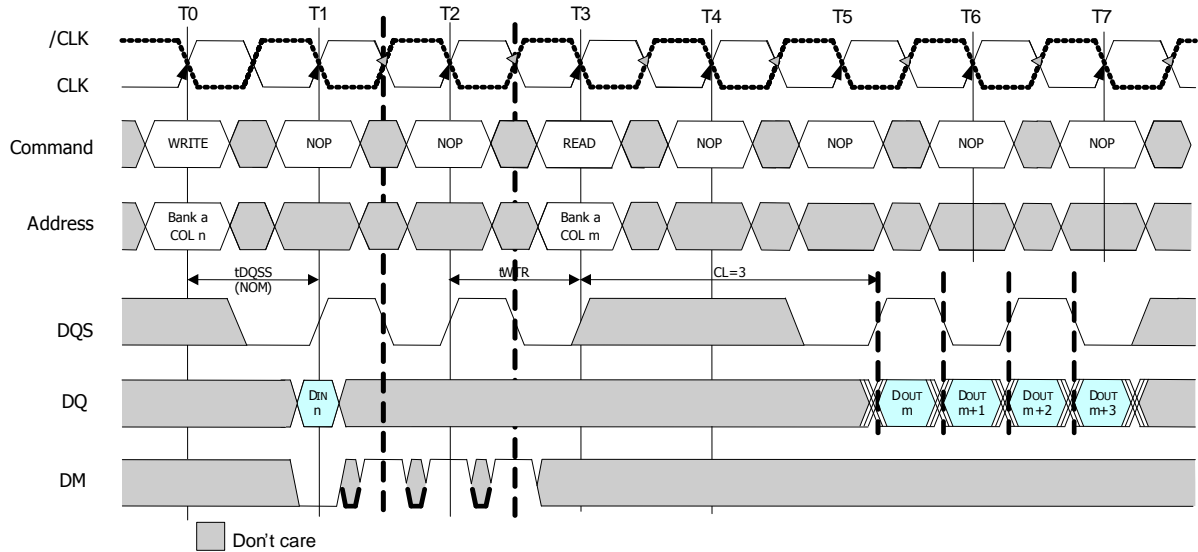 T0 T1 T2 T3 T4 T5 T6 T7
/CLK
CLK
Command WRITE NOP NOP READ NOP NOP NOP NOP
Address Bank a Bank a
COL n COL m
tDQSS tWTR CL=3
(NOM)
DQS
DQ DIN DOUT DOUT DOUT DOUT
n m m+1 m+2 m+3
DM
Don't care